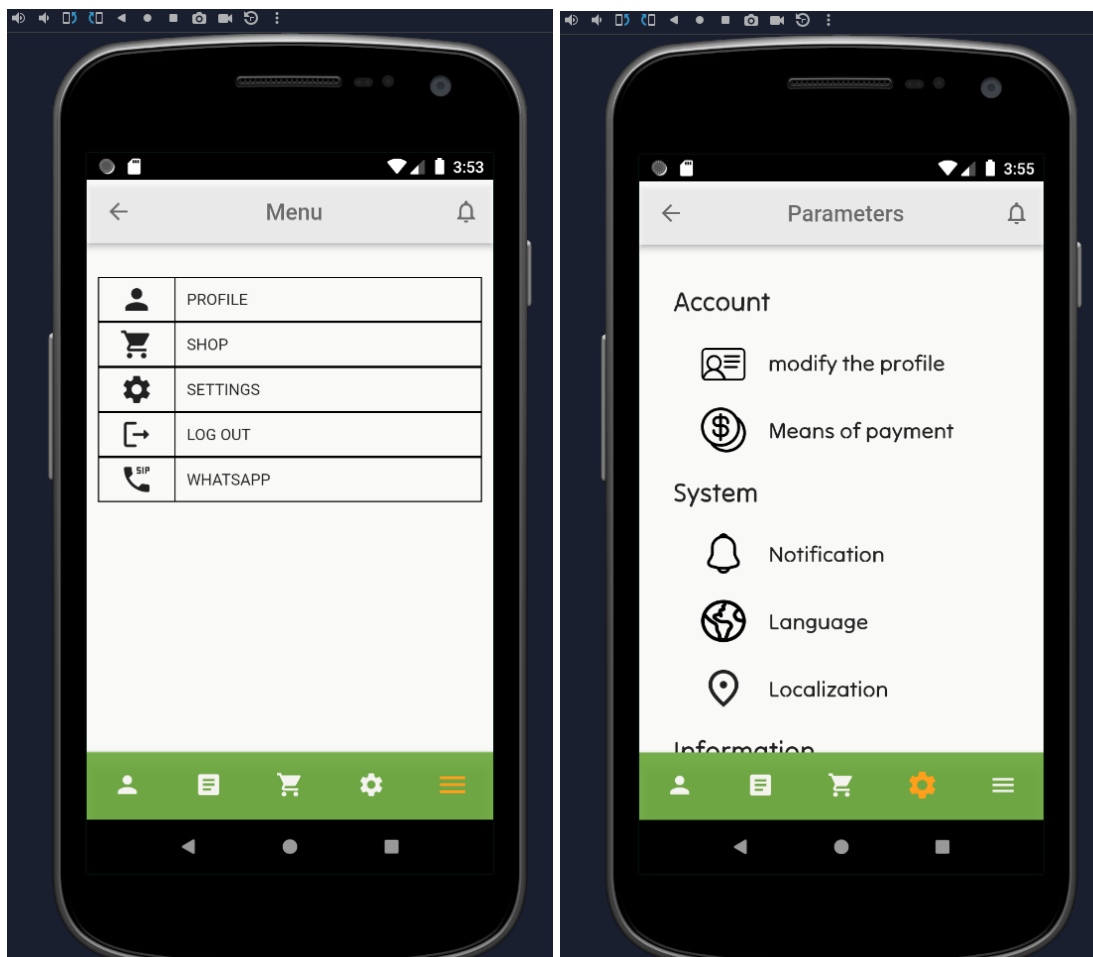 3:53
Menu
PROFILE
SHOP
SETTINGS
LOG OUT
SIP
WHATSAPP
3:55
Parameters
Account
modify the profile
$
Means of payment
System
Notification
Language
Localization
Information